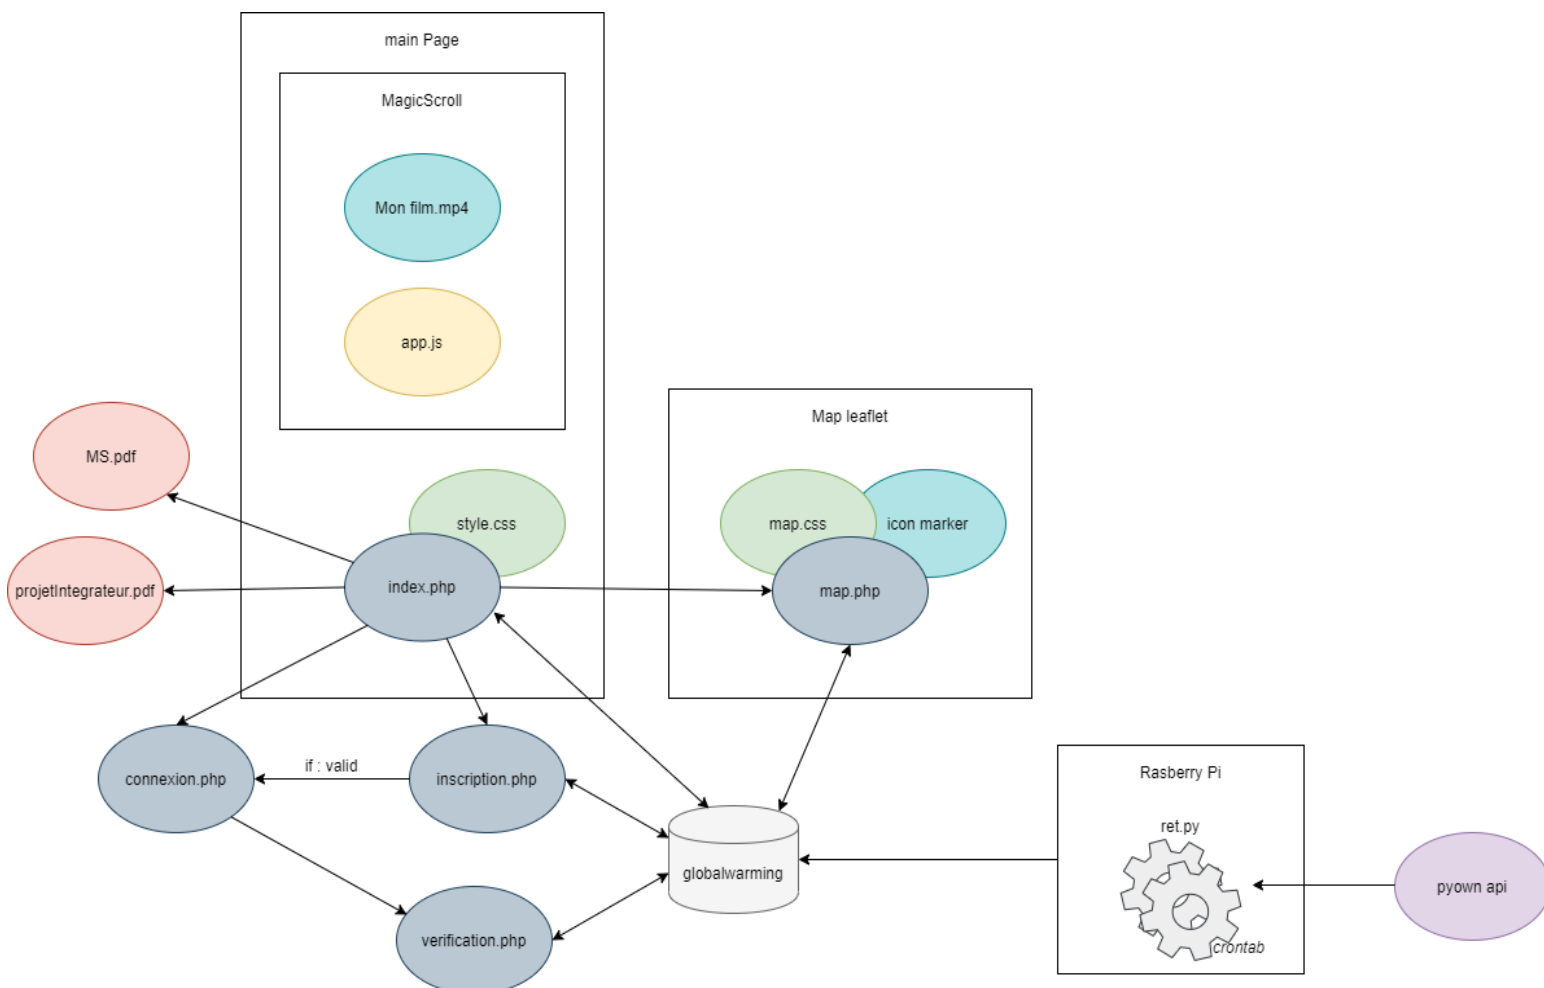 main Page
MagicScroll
Mon film.mp4
app.js
Map leaflet
MS.pdf
style.css
map.css
icon marker
index.php
projetIntegrateur.pdf
map.php
if : valid
connexion.php
inscription.php
Rasberry Pi
ret.py
globalwarming
pyown api
verification.php
crontab